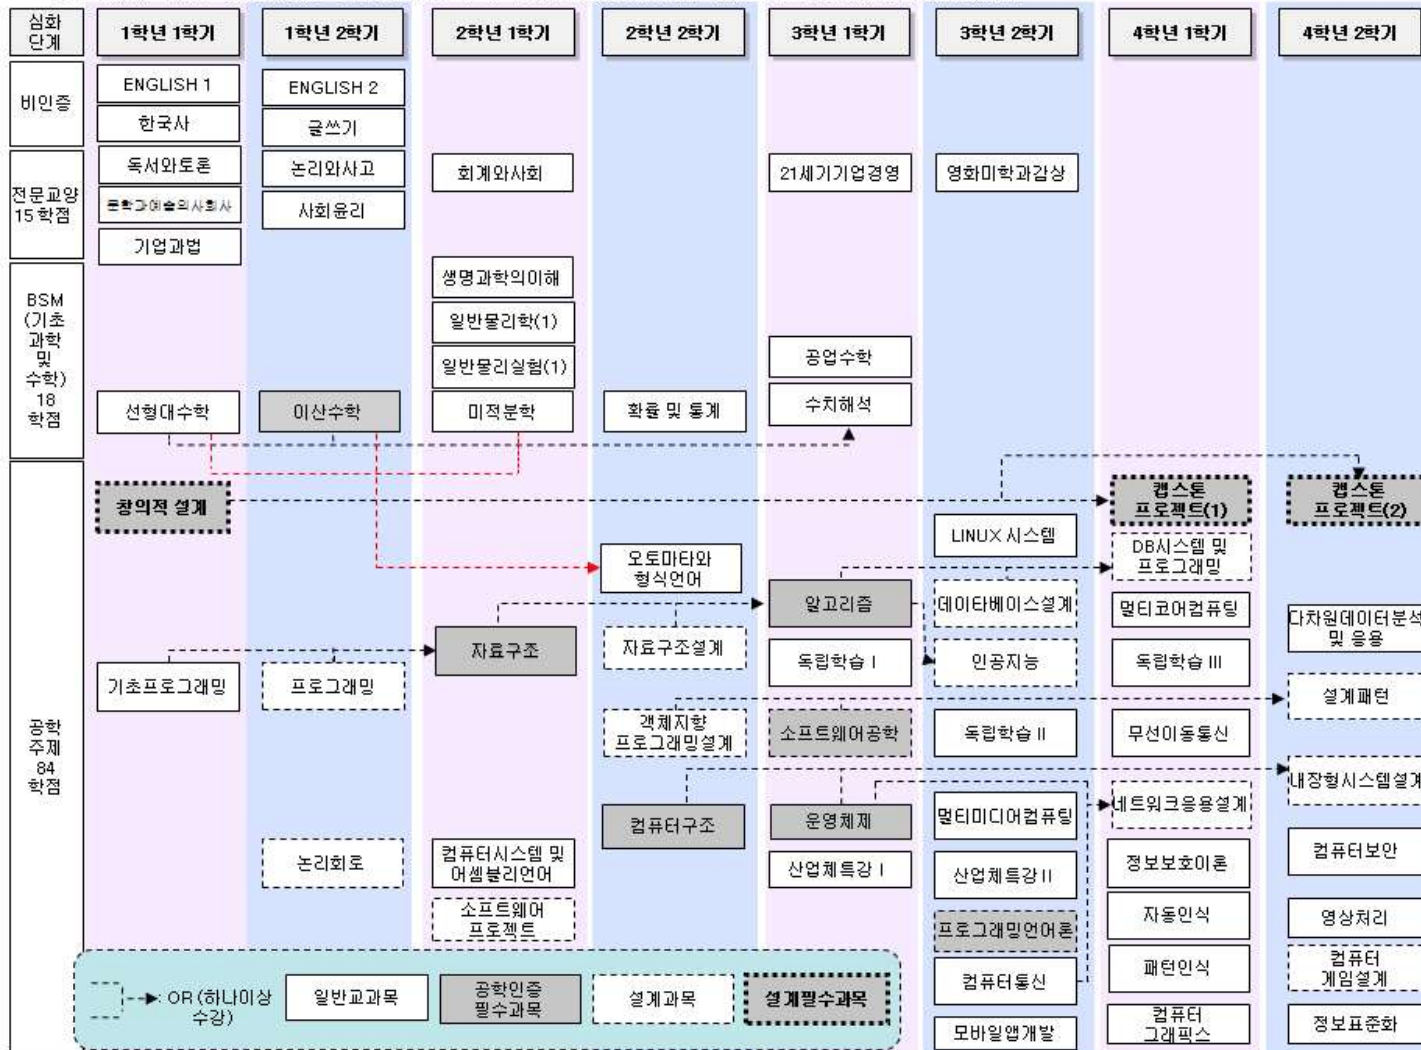 심화
단계
1학년 1학기
1학년 2학기
2학년 1학기
2학년 2학기
3학년 1학기
3학년 2학기
4학년 1학기
4학년 2학기
비인증
ENGLISH 1
ENGLISH 2
한국사
글쓰기
전문교양
15학점
독서와토론
논리와사고
회계와사회
21세기기업경영
영화미학과감상
문학과예술의사회사
사회윤리
기업과법
BSM
(기초
과학
및
수학)
18
학점
생명과학의이해
일반물리학(1)
일반물리실험(1)
공업수학
선형대수학
이산수학
미적분학
확률 및 통계
수치해석
공학
주제
84
학점
창의적 설계
캡스톤
프로젝트(1)
캡스톤
프로젝트(2)
LINUX 시스템
DB시스템 및
프로그래밍
오토마타와
형식언어
알고리즘
데이타베이스설계
멀티코어컴퓨팅
다차원데이터분석
및 응용
자료구조
자료구조설계
독립학습 I
인공지능
독립학습 III
기초프로그래밍
프로그래밍
설계패턴
객체지향
프로그래밍설계
소프트웨어공학
독립학습 II
무선이동통신
내장형시스템설계
컴퓨터구조
운영체제
멀티미디어컴퓨팅
네트워크응용설계
논리회로
컴퓨터시스템 및
어셈블리언어
산업체특강 I
산업체특강 II
정보보호이론
컴퓨터보안
소프트웨어
프로젝트
프로그래밍언어론
자동인식
영상처리
컴퓨터통신
패턴인식
컴퓨터
게임설계
모바일앱개발
컴퓨터
그래픽스
정보표준화
: OR (하나이상
수강)
일반교과목
공학인증
필수과목
설계과목
설계필수과목